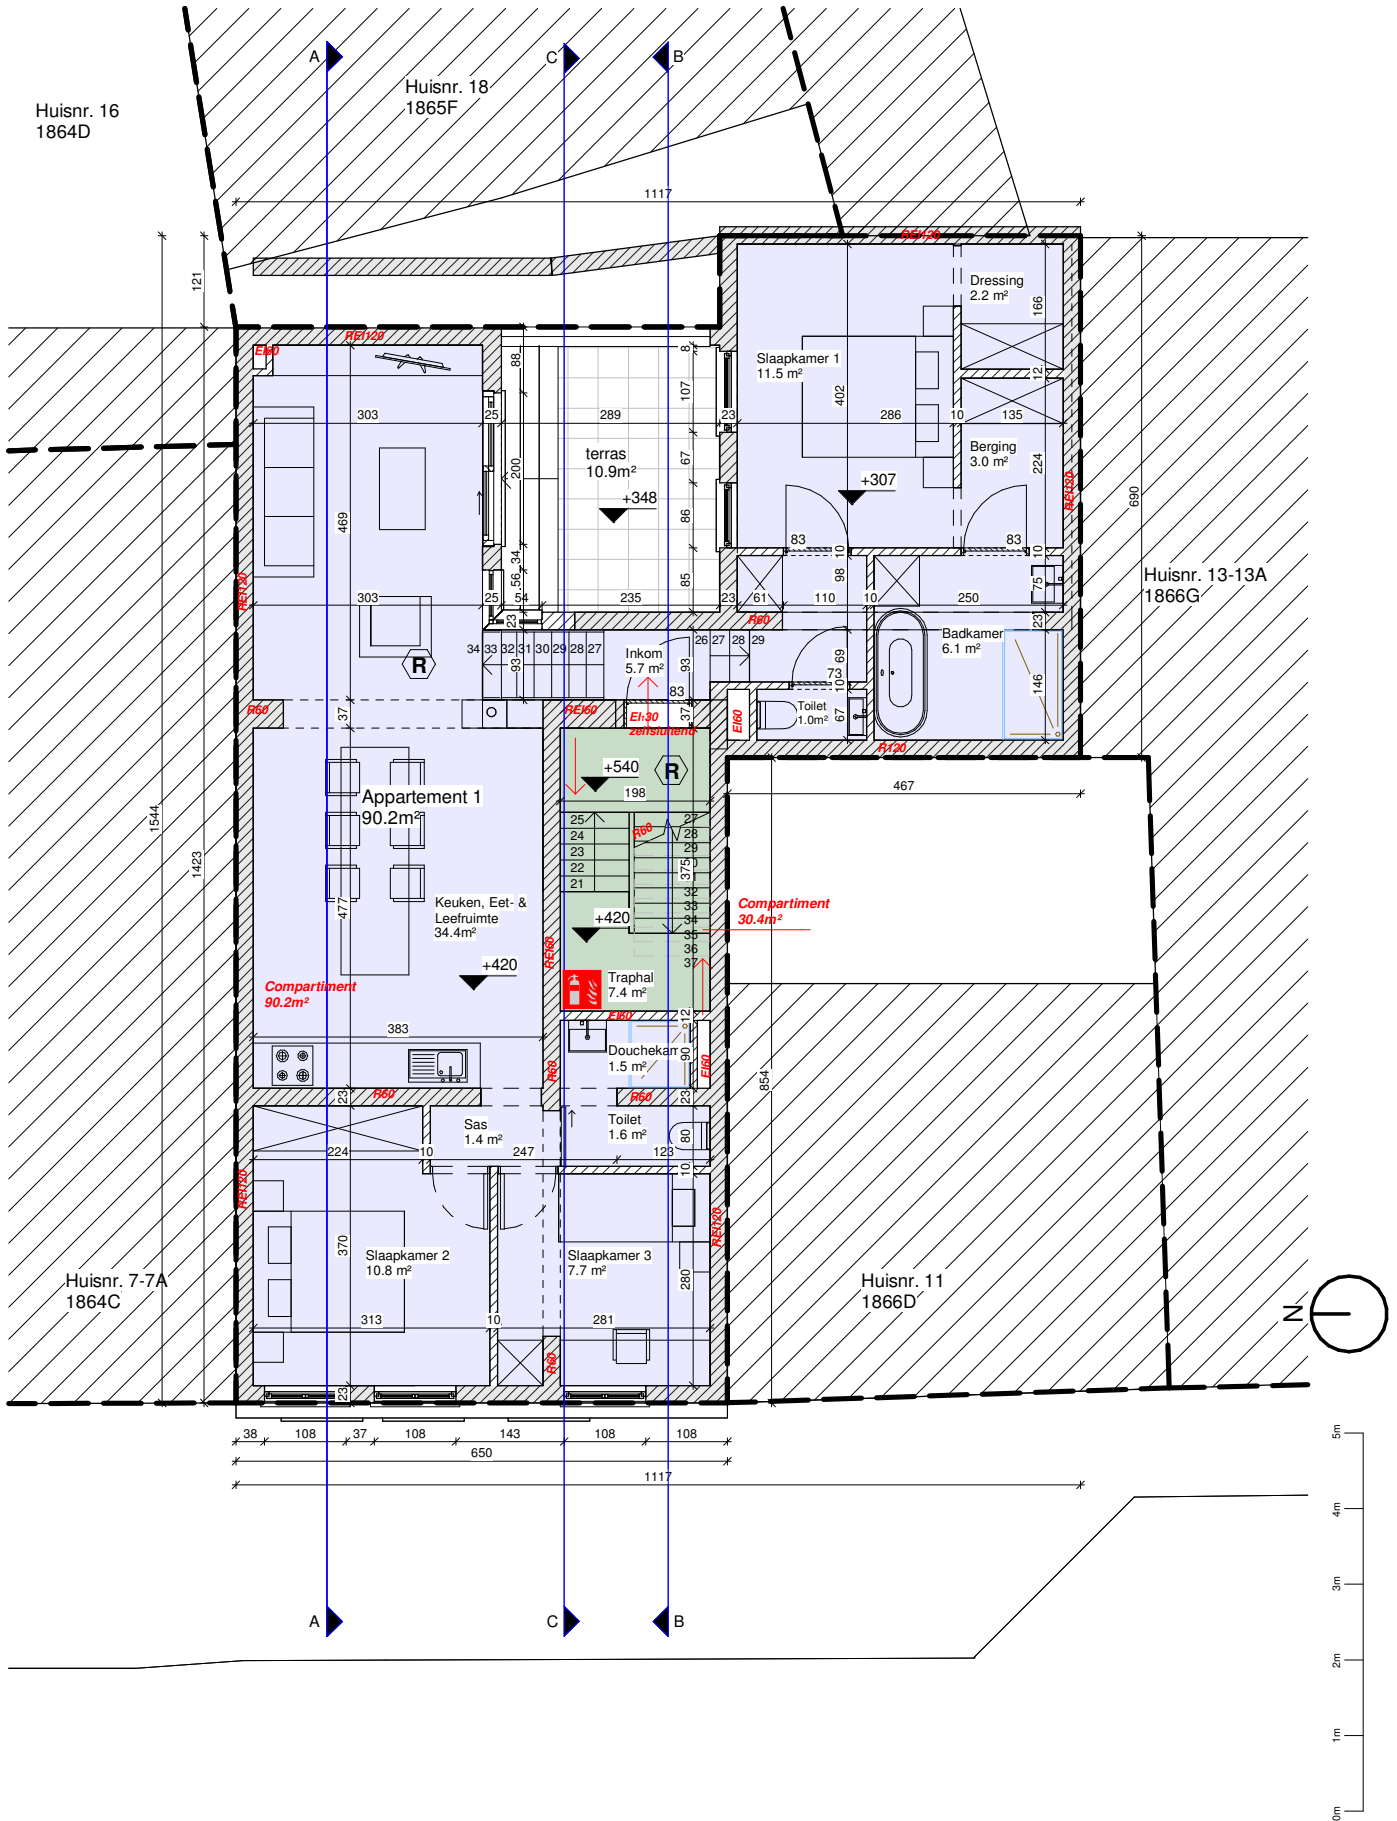 A
C
B
Huisnr. 18
1865F
Huisnr. 16
1864D
1117
REI120
121
Dressing
2.2 m²
166
REI120
EI60
88
8
107
Slaapkamer 1
11.5 m²
402
12
303
25
289
23
286
10
135
terras
10.9m²
67
Berging
3.0 m²
224
200
+348
+307
REI120
690
469
86
83
83
34
10
10
98
75
Huisnr. 13-13A
1866G
56
85
REI120
303
25
54
235
23
61
110
10
250
23
R60
23
34 33 32 31 30 29 28 27
93
Inkom
5.7 m²
93
26 27 28 29
69
Badkamer
6.1 m²
R
83
73
10
146
R60
37
REI60
EI₁30
zelfsluitend
37
EI60
Toilet
1.0m²
67
R120
+540
R
198
467
1544
1423
Appartement 1
90.2m²
25
24
23
22
21
R60
27
28
29
375
32
33
34
35
36
37
477
Keuken, Eet- &
Leefruimte
34.4m²
+420
+420
Compartiment
30.4m²
REI60
Compartiment
90.2m²
Traphal
7.4 m²
EI60
12
383
Douchekam
1.5 m²
90
R60
EI60
854
23
R60
R60
23
Sas
1.4 m²
Toilet
1.6 m²
80
224
10
247
123
10
REI120
REI120
370
Slaapkamer 2
10.8 m²
Slaapkamer 3
7.7 m²
280
Huisnr. 7-7A
1864C
Huisnr. 11
1866D
N
313
10
281
R60
23
38
108
37
108
143
108
108
650
1117
5m
4m
3m
2m
1m
0m
A
C
B